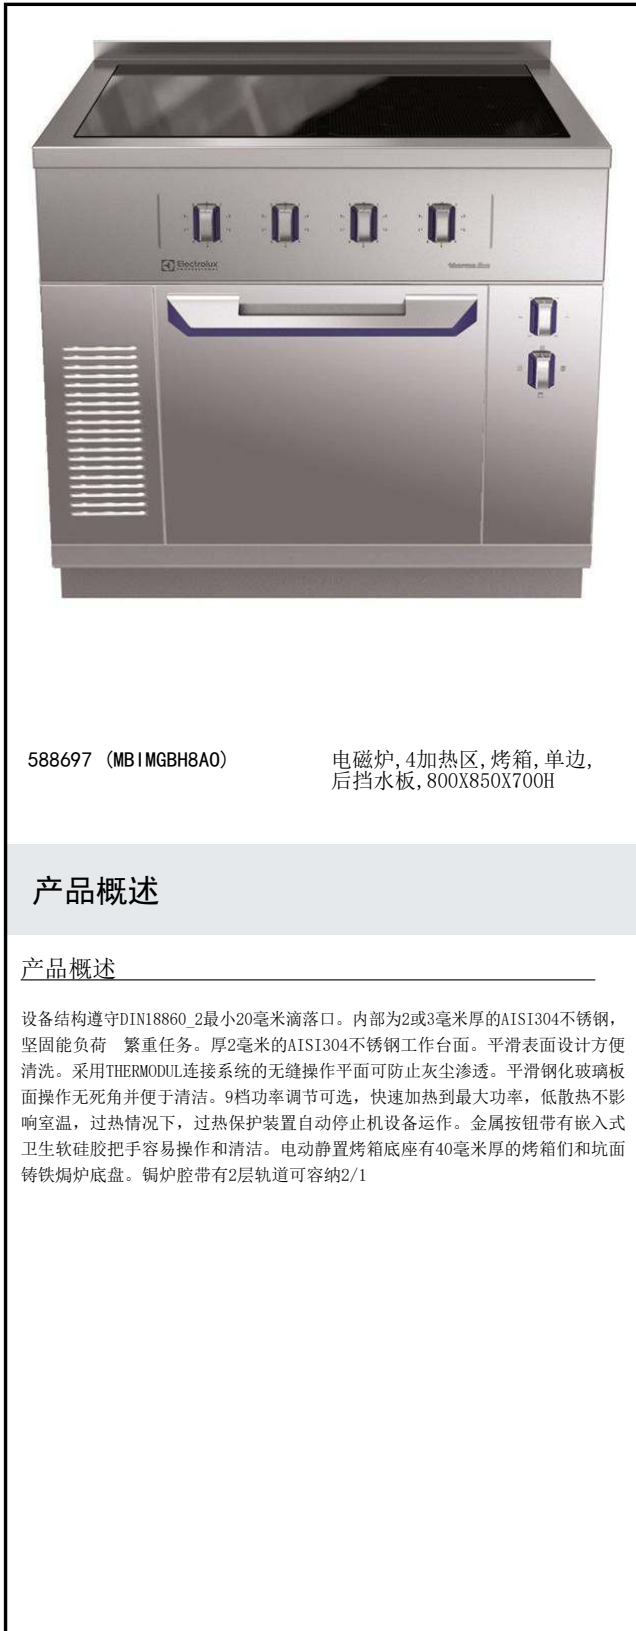 Electrolux
PROFESSIONAL
thermaline
588697 (MBIMGBH8AO)
电磁炉,4加热区,烤箱,单边,
后挡水板,800X850X700H
产品概述
产品概述
设备结构遵守DIN18860_2最小20毫米滴落口。内部为2或3毫米厚的AISI304不锈钢,
坚固能负荷 繁重任务。厚2毫米的AISI304不锈钢工作台面。平滑表面设计方便
清洗。采用THERMODUL连接系统的无缝操作平面可防止灰尘渗透。平滑钢化玻璃板
面操作无死角并便于清洁。9档功率调节可选，快速加热到最大功率，低散热不影
响室温，过热情况下，过热保护装置自动停止机设备运作。金属按钮带有嵌入式
卫生软硅胶把手容易操作和清洁。电动静置烤箱底座有40毫米厚的烤箱们和坑面
铸铁焗炉底盘。锔炉腔带有2层轨道可容纳2/1